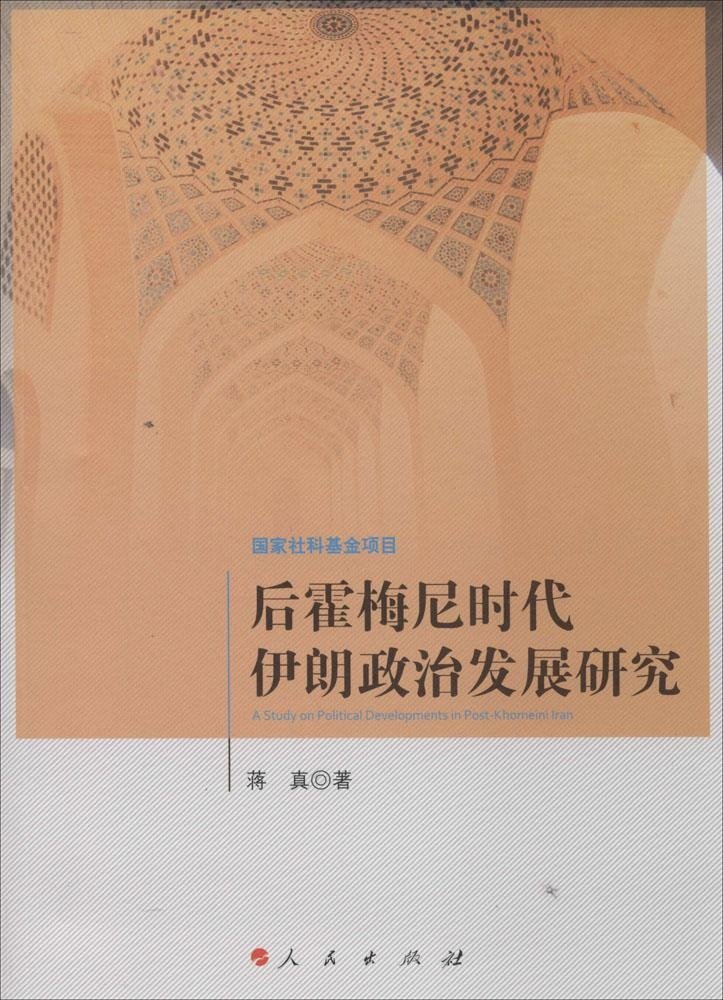 国家社科基金项目
后霍梅尼时代
伊朗政治发展研究
A Study on Political Developments in Post-Khomeini Iran
蒋 真◎著
人民出版社